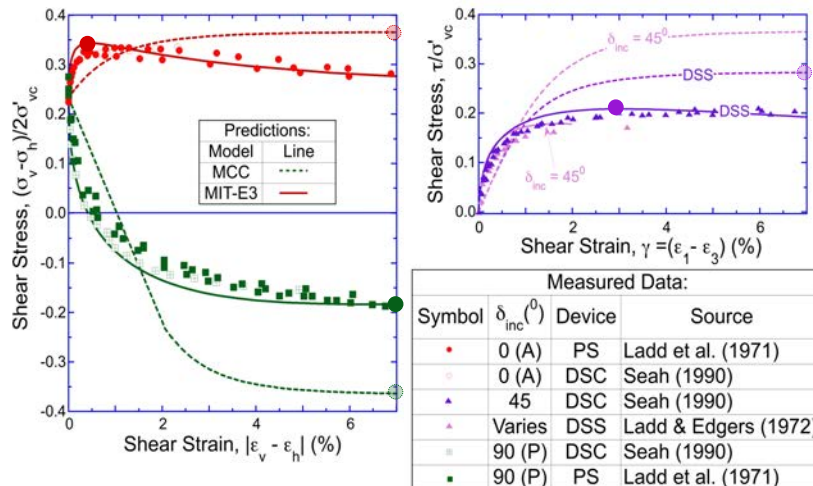 0.4
0.3
0.2
0.1
0.0
-0.1
-0.2
-0.3
-0.4
Shear Stress, (σv-σh)/2σ'vc
Predictions:
Model Line
MCC
MIT-E3
0 2 4 6
Shear Strain, |εv - εh| (%)
0.4
0.3
0.2
0.1
0.0
Shear Stress, τ/σ'vc
δinc = 45⁰
DSS
DSS
δinc = 45⁰
0 2 4 6
Shear Strain, γ =(ε1- ε3) (%)
Measured Data:
Symbol δinc(⁰) Device Source
0 (A) PS Ladd et al. (1971)
0 (A) DSC Seah (1990)
45 DSC Seah (1990)
Varies DSS Ladd & Edgers (1972)
90 (P) DSC Seah (1990)
90 (P) PS Ladd et al. (1971)